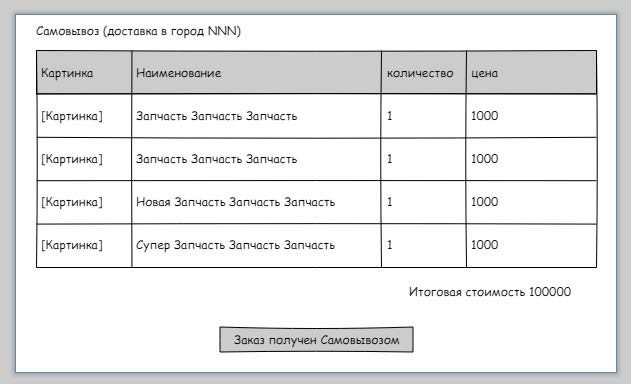 Самовывоз (доставка в город NNN)
Картинка Наименование количество цена
[Картинка] Запчасть Запчасть Запчасть 1 1000
[Картинка] Запчасть Запчасть Запчасть 1 1000
[Картинка] Новая Запчасть Запчасть Запчасть 1 1000
[Картинка] Супер Запчасть Запчасть Запчасть 1 1000
Итоговая стоимость 100000
Заказ получен Самовывозом